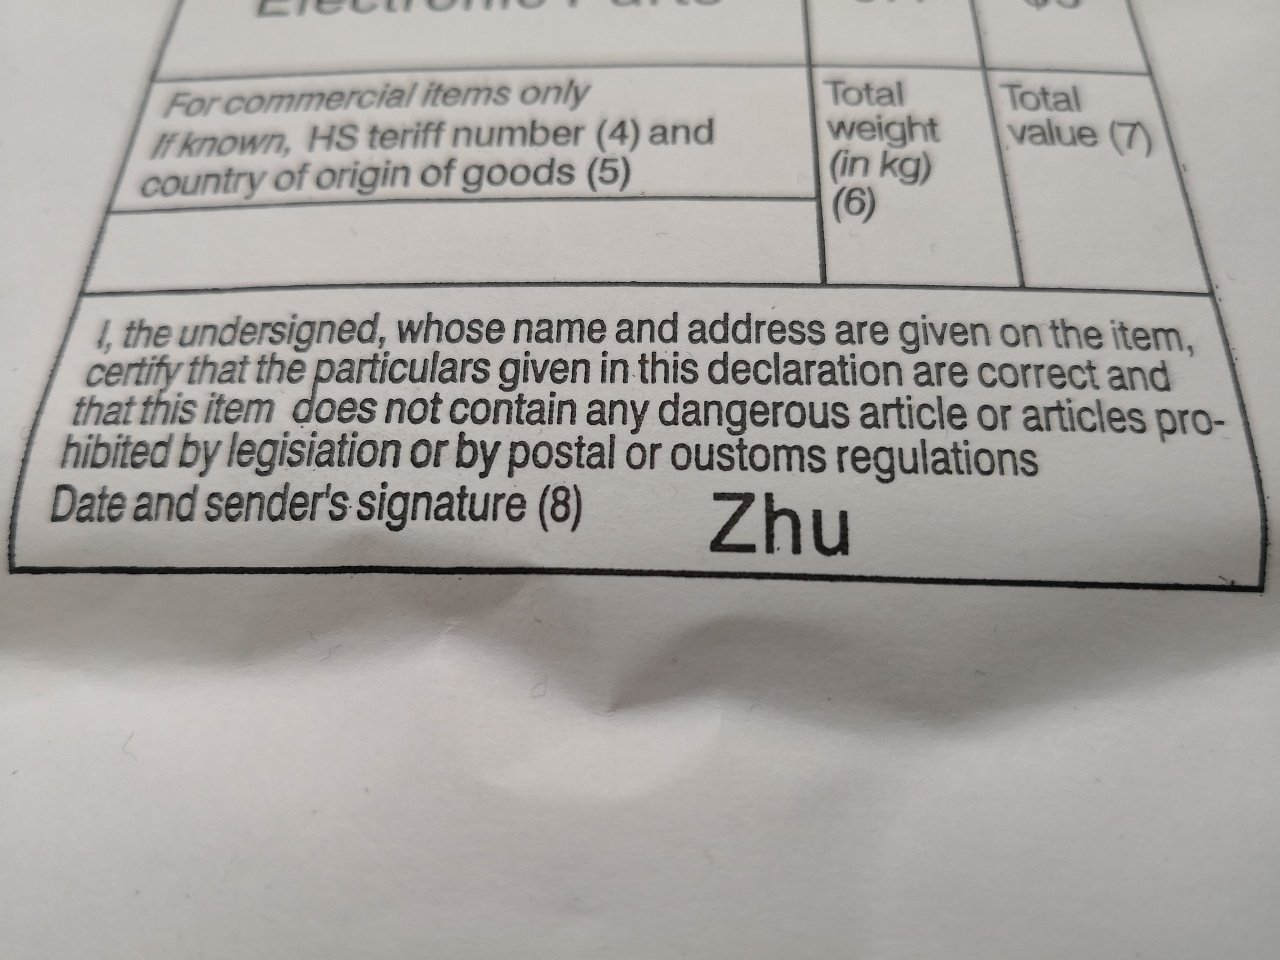 Electronic Parts
For commercial items only
If known, HS teriff number (4) and
country of origin of goods (5)
Total
weight
(in kg)
(6)
Total
value (7)
I, the undersigned, whose name and address are given on the item,
certify that the particulars given in this declaration are correct and
that this item does not contain any dangerous article or articles pro-
hibited by legisiation or by postal or oustoms regulations
Date and sender's signature (8) Zhu